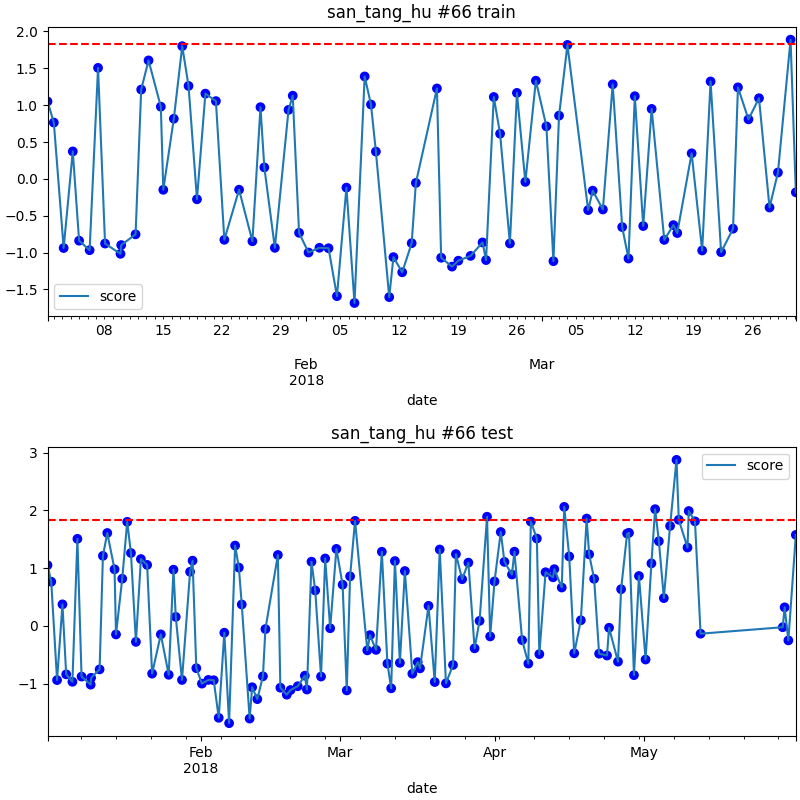 san_tang_hu #66 train
2.0
1.5
1.0
0.5
0.0
−0.5
−1.0
−1.5
score
08 15 22 29 05 12 19 26 05 12 19 26
Feb Mar
2018
date
san_tang_hu #66 test
3
2
1
0
−1
score
Feb Mar Apr May
2018
date